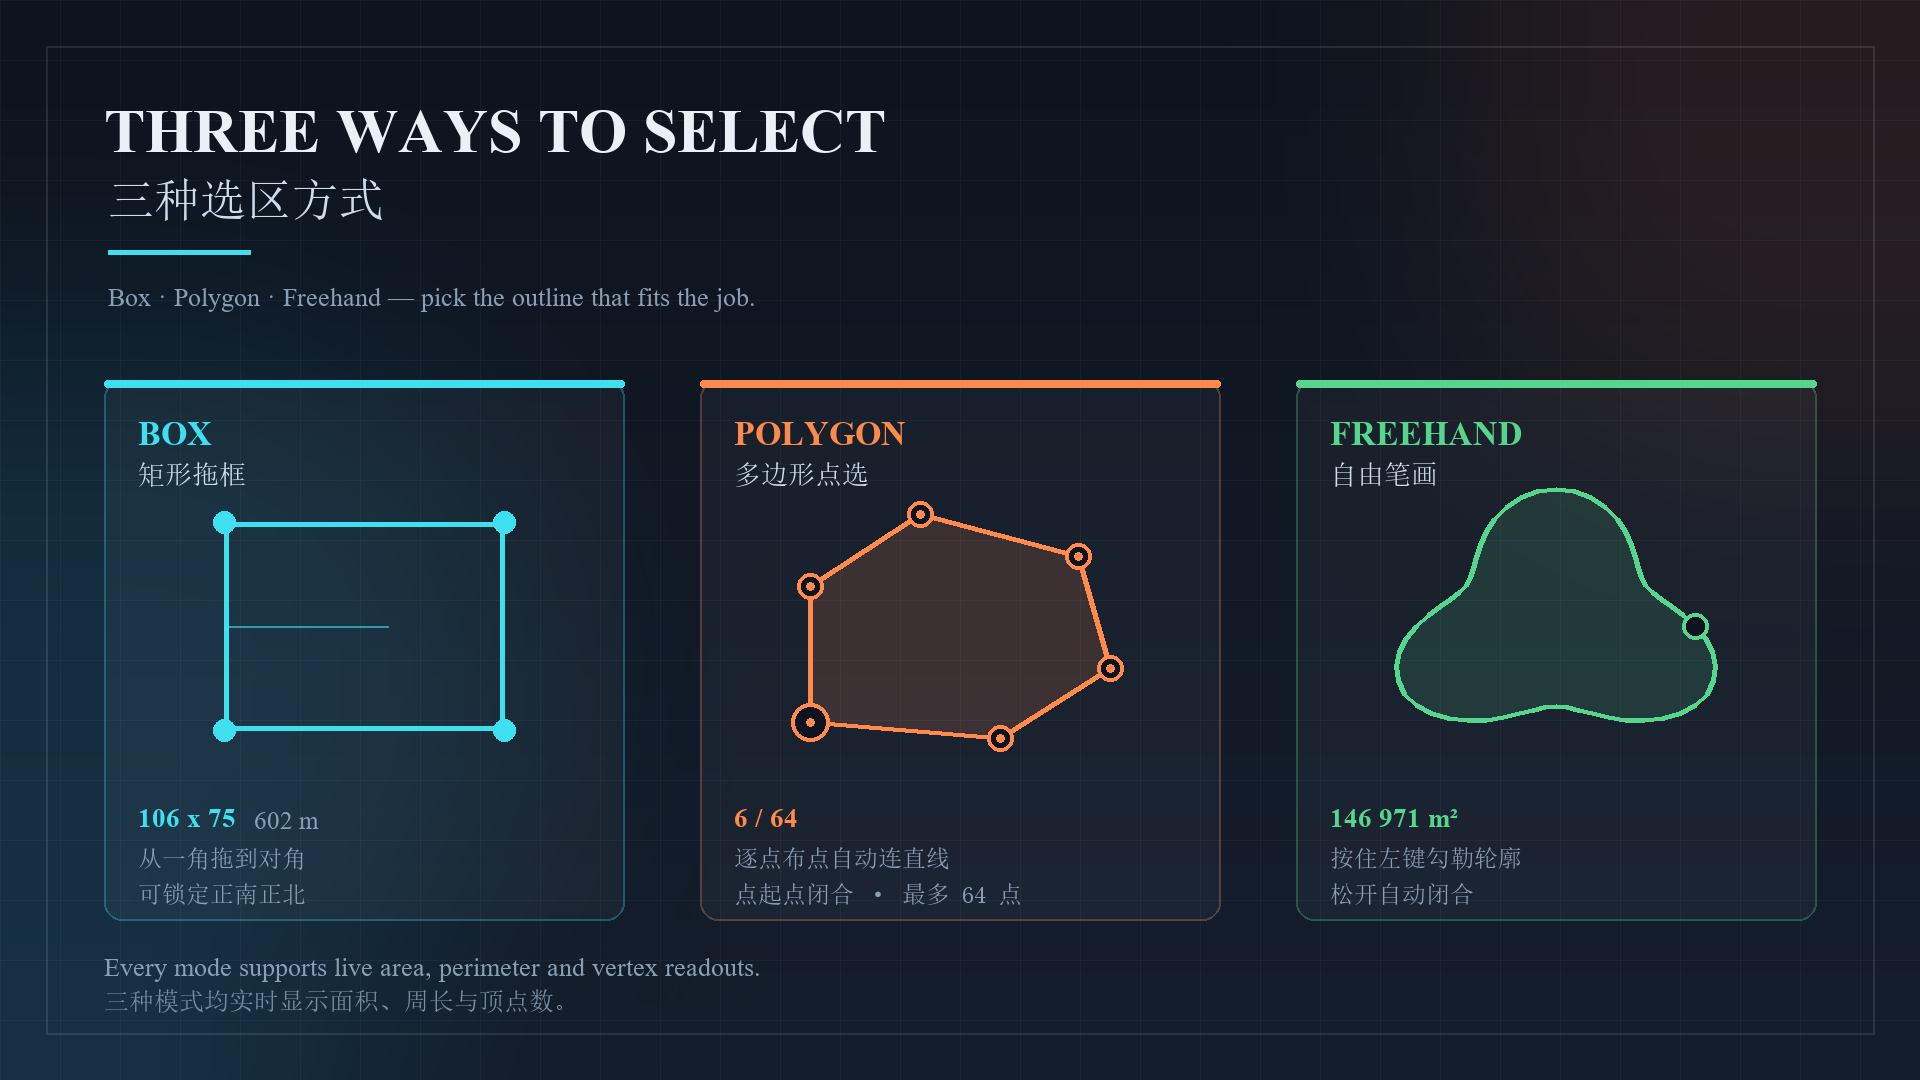 THREE WAYS TO SELECT
三种选区方式
Box · Polygon · Freehand — pick the outline that fits the job.
BOX
矩形拖框
106 x 75 602 m
从一角拖到对角
可锁定正南正北
POLYGON
多边形点选
6 / 64
逐点布点自动连直线
点起点闭合 • 最多 64 点
FREEHAND
自由笔画
146 971 m²
按住左键勾勒轮廓
松开自动闭合
Every mode supports live area, perimeter and vertex readouts.
三种模式均实时显示面积、周长与顶点数。